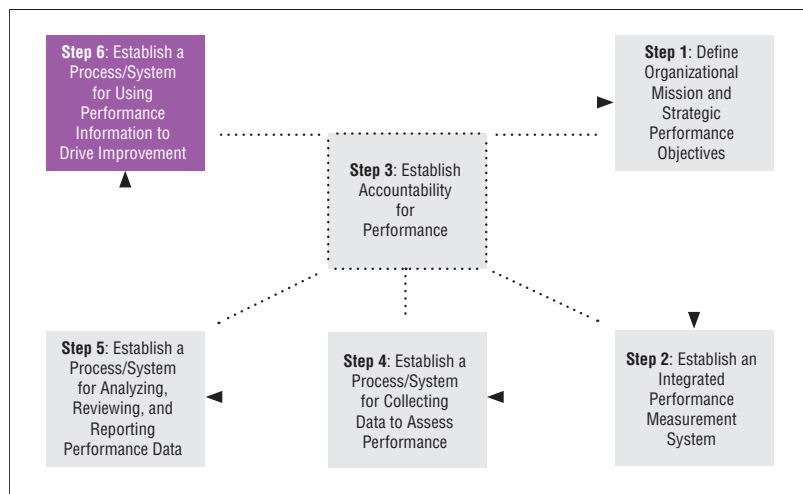 Step 6: Establish a
Process/System
for Using
Performance
Information to
Drive Improvement
Step 1: Define
Organizational
Mission and
Strategic
Performance
Objectives
Step 3: Establish
Accountability
for
Performance
Step 5: Establish a
Process/System
for Analyzing,
Reviewing, and
Reporting
Performance Data
Step 4: Establish a
Process/System
for Collecting
Data to Assess
Performance
Step 2: Establish an
Integrated
Performance
Measurement
System